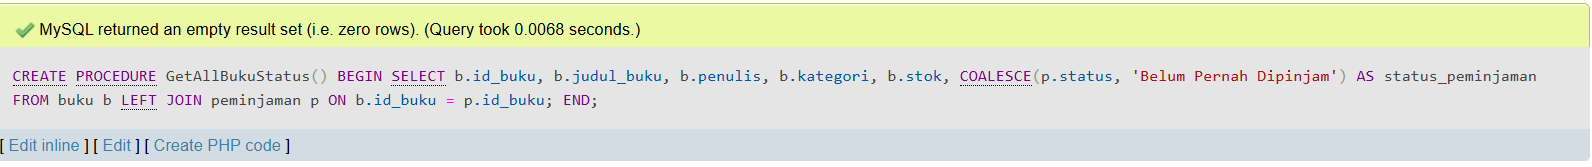 MySQL returned an empty result set (i.e. zero rows). (Query took 0.0068 seconds.)
CREATE PROCEDURE GetAllBukuStatus() BEGIN SELECT b.id_buku, b.judul_buku, b.penulis, b.kategori, b.stok, COALESCE(p.status, 'Belum Pernah Dipinjam') AS status_peminjaman
FROM buku b LEFT JOIN peminjaman p ON b.id_buku = p.id_buku; END;
[ Edit inline ] [ Edit ] [ Create PHP code ]